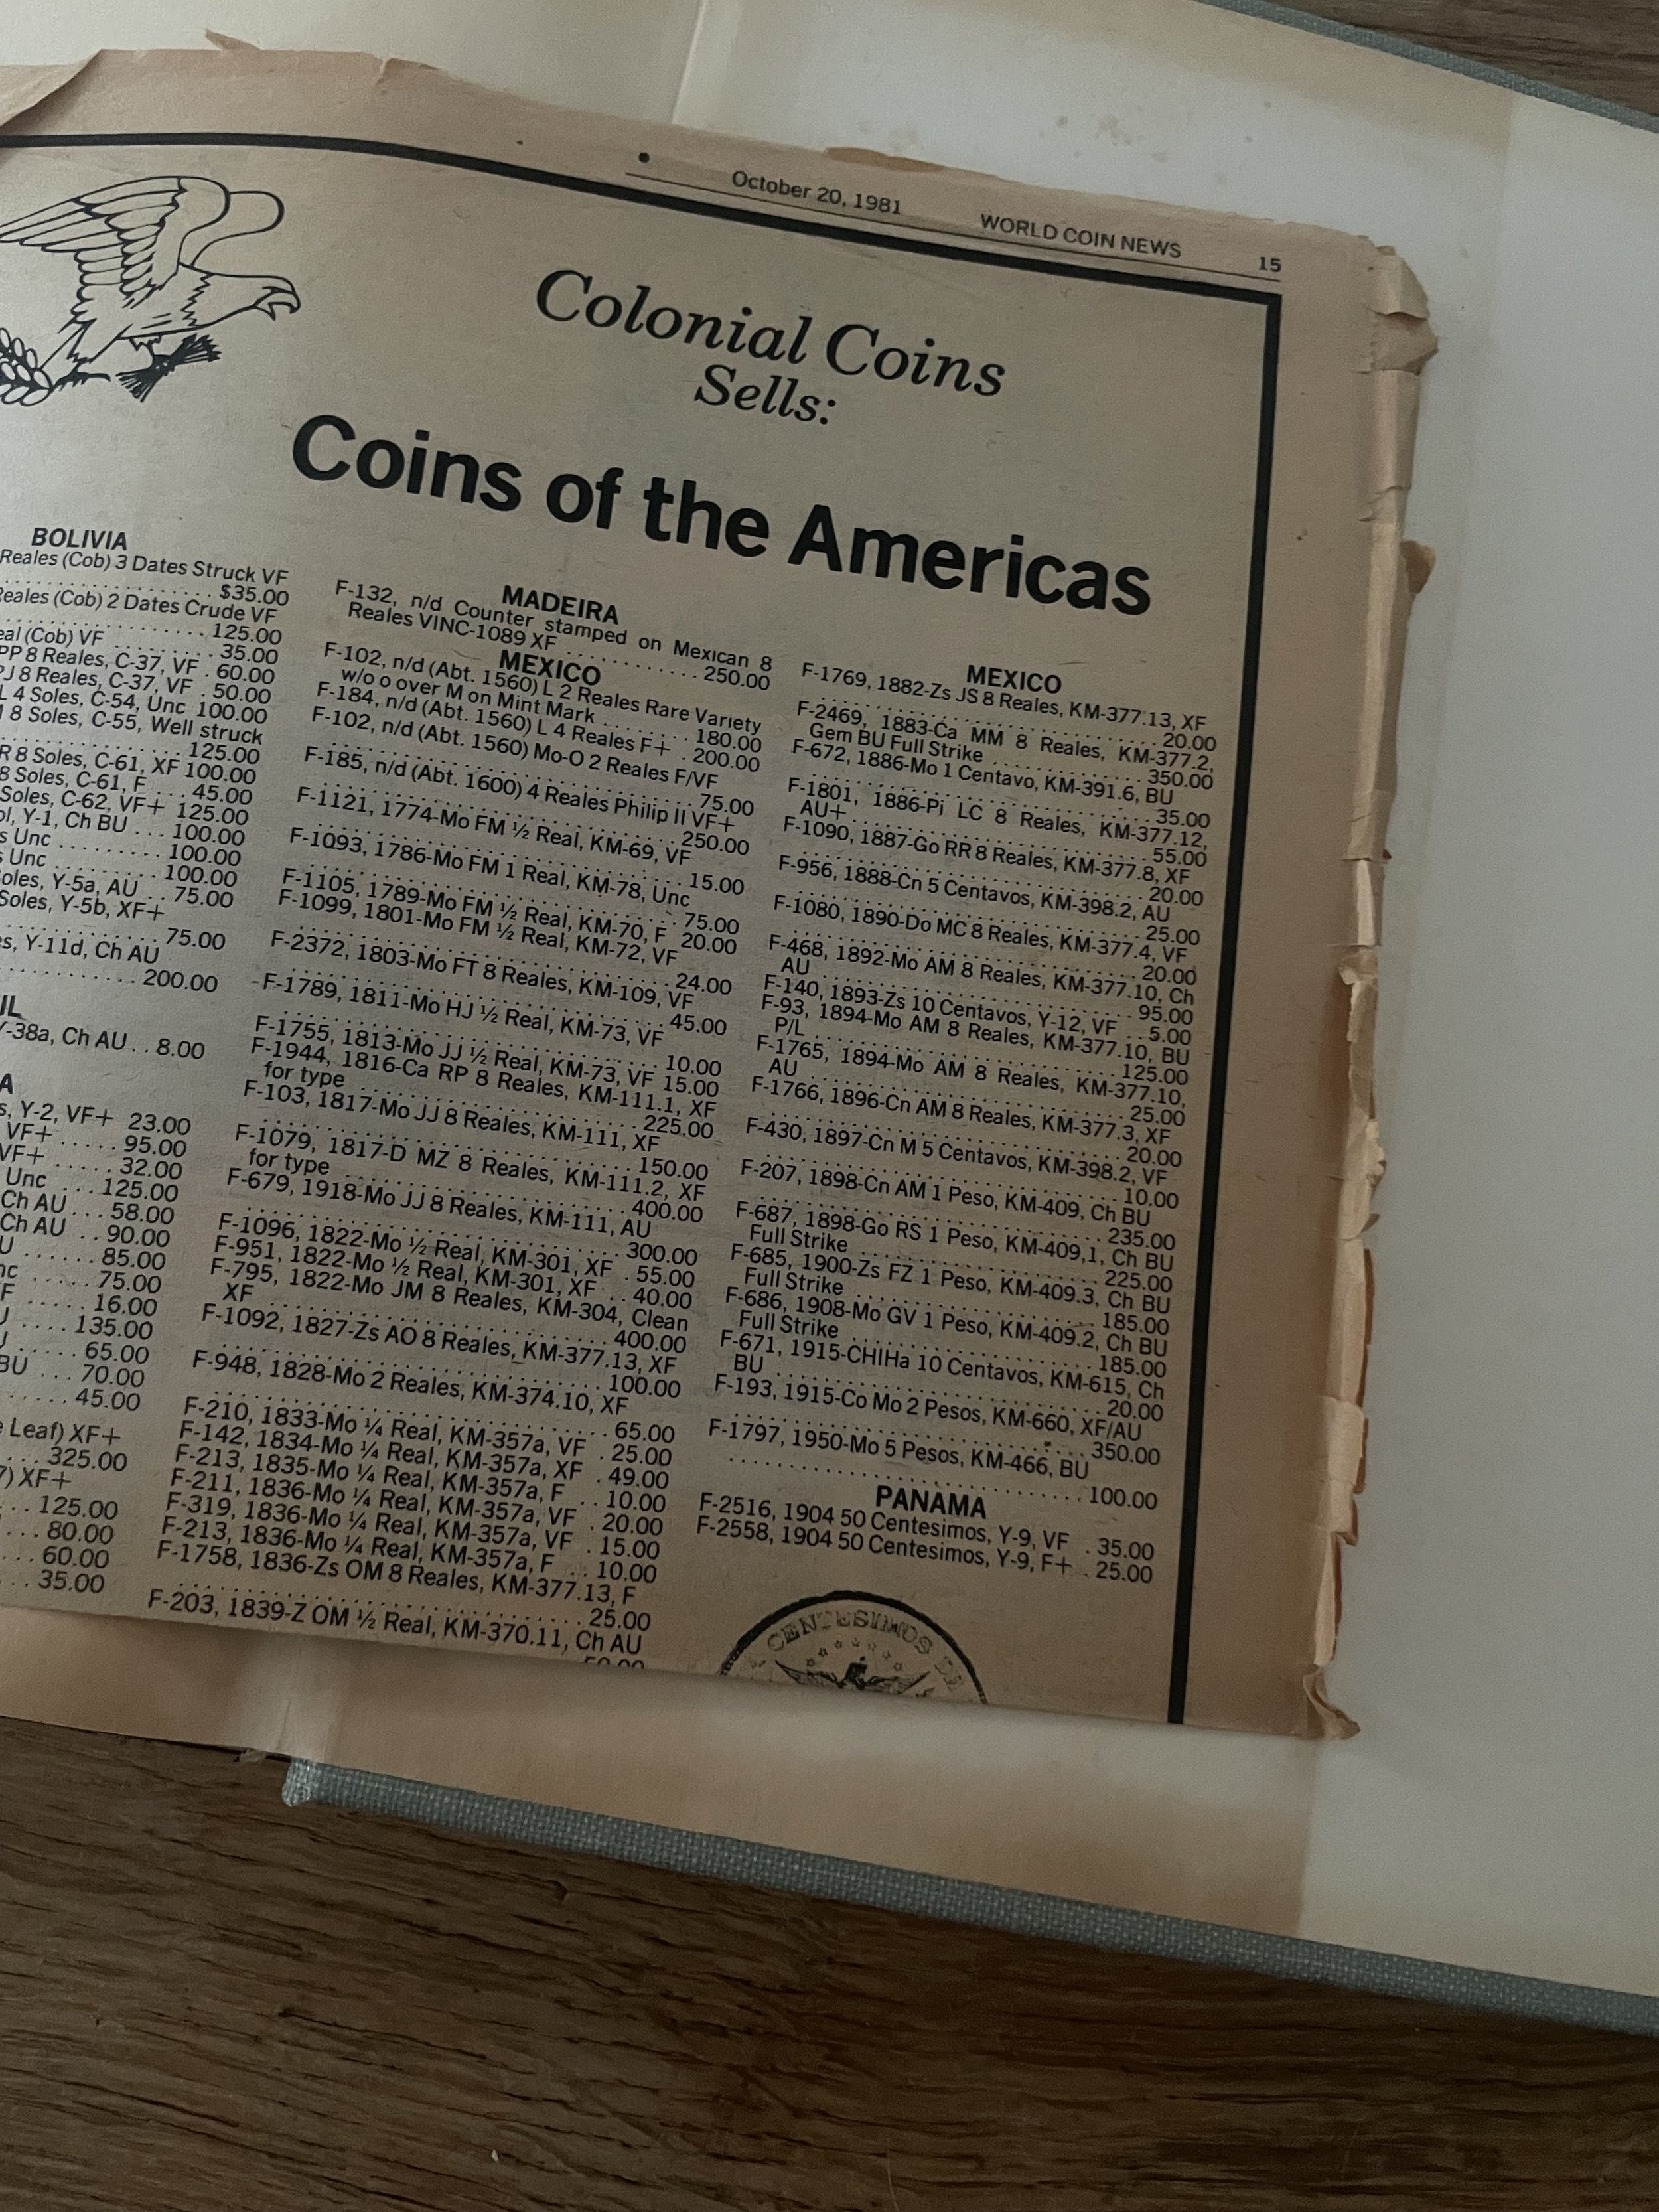 October 20, 1981 WORLD COIN NEWS 15
Colonial Coins
Sells:
Coins of the Americas
BOLIVIA
Reales (Cob) 3 Dates Struck VF
$35.00
Reales (Cob) 2 Dates Crude VF
125.00
(Cob) VF 35.00
PP 8 Reales, C-37, VF . 60.00
8 Reales, C-37, VF . 50.00
4 Soles, C-54, Unc 100.00
8 Soles, C-55, Well struck
125.00
8 Soles, C-61, XF 100.00
8 Soles, C-61, F .... 45.00
Soles, C-62, VF+ 125.00
Y-1, Ch BU ... 100.00
Unc ......... 100.00
Unc ......... 100.00
Y-5a, AU .. 75.00
Soles, Y-5b, XF+
75.00
Y-11d, Ch AU
200.00
-38a, Ch AU .. 8.00
Y-2, VF+ 23.00
VF+ ..... 95.00
VF+ ..... 32.00
Unc ... 125.00
Ch AU ... 58.00
Ch AU .. 90.00
...... 85.00
..... 75.00
F ..... 16.00
.... 135.00
..... 65.00
BU ... 70.00
.... 45.00
Leaf) XF+
... 325.00
XF+
... 125.00
... 80.00
... 60.00
... 35.00
MADEIRA
F-132, n/d Counter stamped on Mexican 8
Reales VINC-1089 XF .......... 250.00
MEXICO
F-102, n/d (Abt. 1560) L 2 Reales Rare Variety
w/o o over M on Mint Mark ....... 180.00
F-184, n/d (Abt. 1560) L 4 Reales F+ . 200.00
F-102, n/d (Abt. 1560) Mo-O 2 Reales F/VF
75.00
F-185, n/d (Abt. 1600) 4 Reales Philip II VF+
250.00
F-1121, 1774-Mo FM ½ Real, KM-69, VF
15.00
F-1093, 1786-Mo FM 1 Real, KM-78, Unc
75.00
F-1105, 1789-Mo FM ½ Real, KM-70, F 20.00
F-1099, 1801-Mo FM ½ Real, KM-72, VF
24.00
F-2372, 1803-Mo FT 8 Reales, KM-109, VF
45.00
F-1789, 1811-Mo HJ ½ Real, KM-73, VF
10.00
F-1755, 1813-Mo JJ ½ Real, KM-73, VF 15.00
F-1944, 1816-Ca RP 8 Reales, KM-111.1, XF
for type ..................... 225.00
F-103, 1817-Mo JJ 8 Reales, KM-111, XF
150.00
F-1079, 1817-D MZ 8 Reales, KM-111.2, XF
for type ..................... 400.00
F-679, 1918-Mo JJ 8 Reales, KM-111, AU
300.00
F-1096, 1822-Mo ½ Real, KM-301, XF . 55.00
F-951, 1822-Mo ½ Real, KM-301, XF .. 40.00
F-795, 1822-Mo JM 8 Reales, KM-304, Clean
XF ........................ 400.00
F-1092, 1827-Zs AO 8 Reales, KM-377.13, XF
100.00
F-948, 1828-Mo 2 Reales, KM-374.10, XF
65.00
F-210, 1833-Mo ¼ Real, KM-357a, VF . 25.00
F-142, 1834-Mo ¼ Real, KM-357a, XF . 49.00
F-213, 1835-Mo ¼ Real, KM-357a, F .. 10.00
F-211, 1836-Mo ¼ Real, KM-357a, VF . 20.00
F-319, 1836-Mo ¼ Real, KM-357a, VF . 15.00
F-213, 1836-Mo ¼ Real, KM-357a, F .. 10.00
F-1758, 1836-Zs OM 8 Reales, KM-377.13, F
25.00
F-203, 1839-Z OM ½ Real, KM-370.11, Ch AU
50.00
MEXICO
F-1769, 1882-Zs JS 8 Reales, KM-377.13, XF
20.00
F-2469, 1883-Ca MM 8 Reales, KM-377.2,
Gem BU Full Strike ............. 350.00
F-672, 1886-Mo 1 Centavo, KM-391.6, BU
35.00
F-1801, 1886-Pi LC 8 Reales, KM-377.12,
AU+ ....................... 55.00
F-1090, 1887-Go RR 8 Reales, KM-377.8, XF
20.00
F-956, 1888-Cn 5 Centavos, KM-398.2, AU
25.00
F-1080, 1890-Do MC 8 Reales, KM-377.4, VF
20.00
F-468, 1892-Mo AM 8 Reales, KM-377.10, Ch
AU ........................ 95.00
F-140, 1893-Zs 10 Centavos, Y-12, VF .. 5.00
F-93, 1894-Mo AM 8 Reales, KM-377.10, BU
P/L ....................... 125.00
F-1765, 1894-Mo AM 8 Reales, KM-377.10,
AU ........................ 25.00
F-1766, 1896-Cn AM 8 Reales, KM-377.3, XF
20.00
F-430, 1897-Cn M 5 Centavos, KM-398.2, VF
10.00
F-207, 1898-Cn AM 1 Peso, KM-409, Ch BU
235.00
F-687, 1898-Go RS 1 Peso, KM-409.1, Ch BU
Full Strike ................... 225.00
F-685, 1900-Zs FZ 1 Peso, KM-409.3, Ch BU
Full Strike ................... 185.00
F-686, 1908-Mo GV 1 Peso, KM-409.2, Ch BU
Full Strike ................... 185.00
F-671, 1915-CHIHa 10 Centavos, KM-615, Ch
BU ........................ 20.00
F-193, 1915-Co Mo 2 Pesos, KM-660, XF/AU
350.00
F-1797, 1950-Mo 5 Pesos, KM-466, BU
100.00
PANAMA
F-2516, 1904 50 Centesimos, Y-9, VF . 35.00
F-2558, 1904 50 Centesimos, Y-9, F+ . 25.00
CENTESIMOS DE